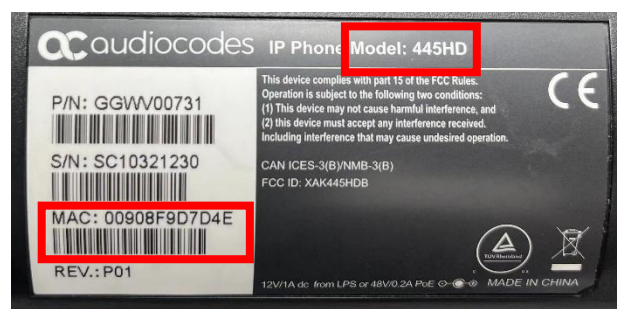 audiocodes IP Phone Model: 445HD
P/N: GGWV00731
S/N: SC10321230
MAC: 00908F9D7D4E
REV.: P01
This device complies with part 15 of the FCC Rules.
Operation is subject to the following two conditions:
(1) This device may not cause harmful interference, and
(2) this device must accept any interference received.
Including interference that may cause undesired operation.
CE
CAN ICES-3(B)/NMB-3(B)
FCC ID: XAK445HDB
TÜVRheinland
12V/1A dc from LPS or 48V/0.2A PoE MADE IN CHINA